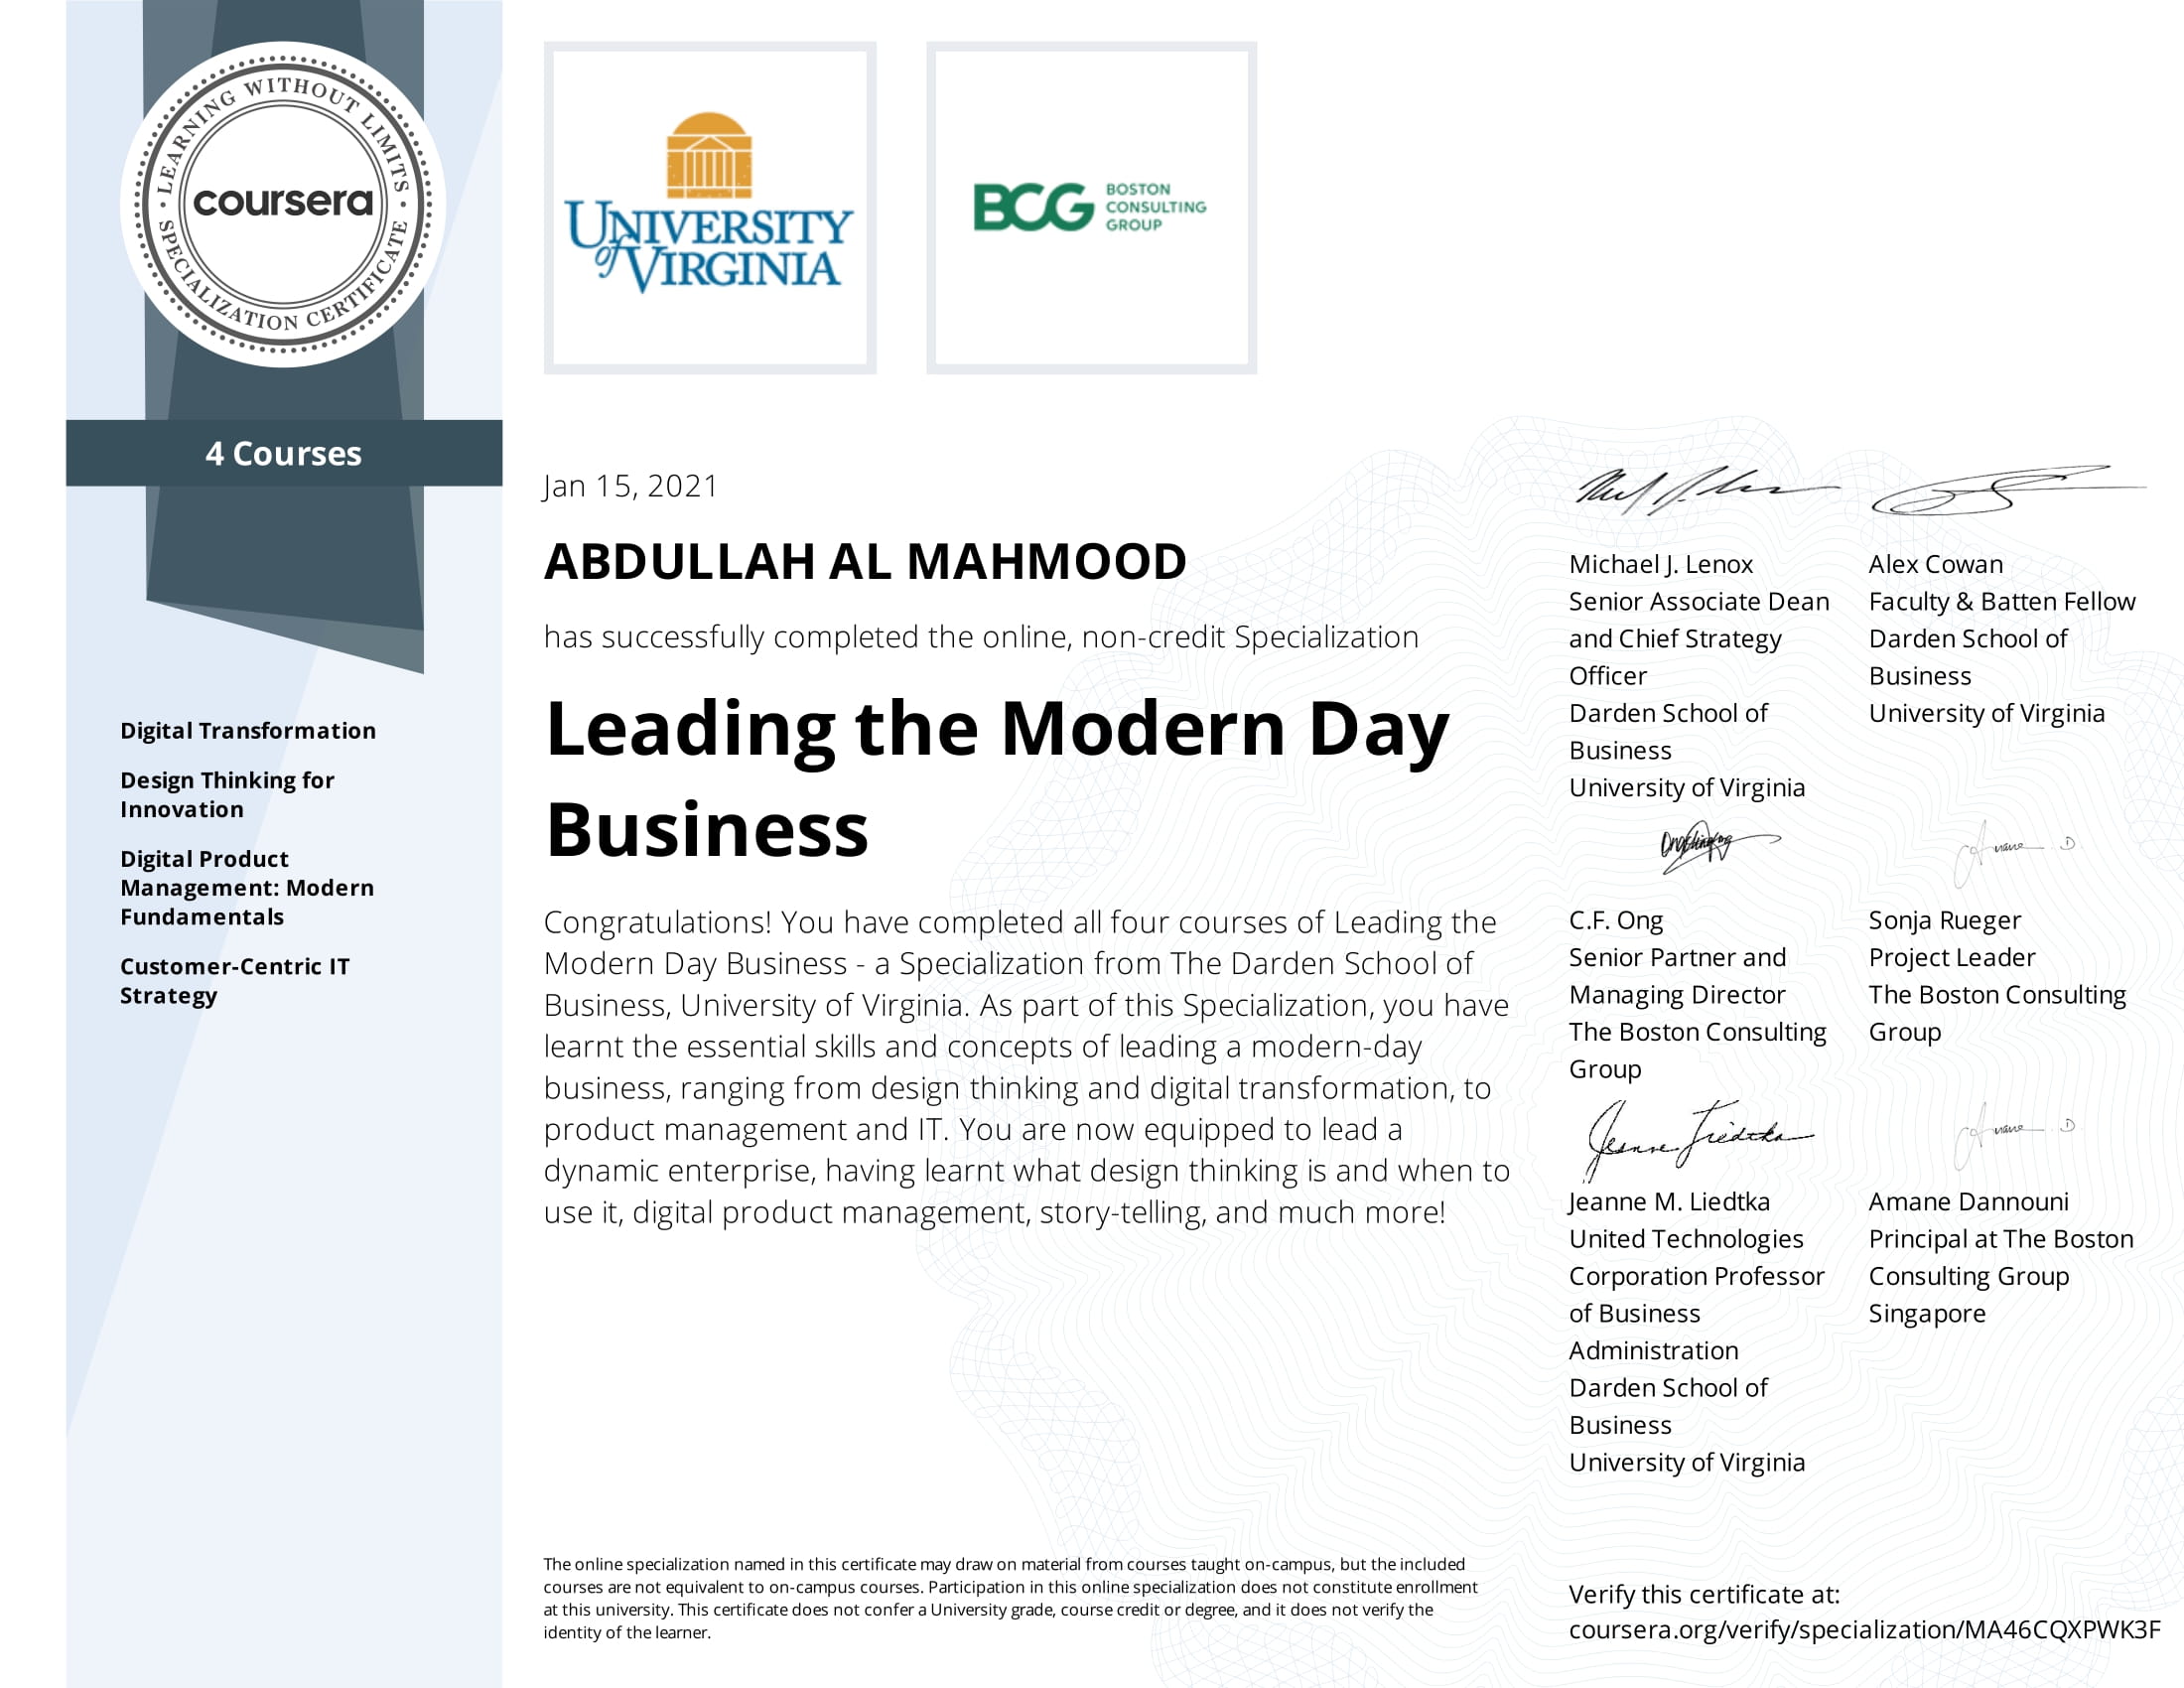 LEARNING WITHOUT LIMITS
coursera
SPECIALIZATION CERTIFICATE
4 Courses
Digital Transformation
Design Thinking for
Innovation
Digital Product
Management: Modern
Fundamentals
Customer-Centric IT
Strategy
UNIVERSITY
of VIRGINIA
BCG
BOSTON
CONSULTING
GROUP
Jan 15, 2021
ABDULLAH AL MAHMOOD
has successfully completed the online, non-credit Specialization
Leading the Modern Day
Business
Congratulations! You have completed all four courses of Leading the
Modern Day Business - a Specialization from The Darden School of
Business, University of Virginia. As part of this Specialization, you have
learnt the essential skills and concepts of leading a modern-day
business, ranging from design thinking and digital transformation, to
product management and IT. You are now equipped to lead a
dynamic enterprise, having learnt what design thinking is and when to
use it, digital product management, story-telling, and much more!
The online specialization named in this certificate may draw on material from courses taught on-campus, but the included
courses are not equivalent to on-campus courses. Participation in this online specialization does not constitute enrollment
at this university. This certificate does not confer a University grade, course credit or degree, and it does not verify the
identity of the learner.
Michael J. Lenox
Senior Associate Dean
and Chief Strategy
Officer
Darden School of
Business
University of Virginia
Alex Cowan
Faculty & Batten Fellow
Darden School of
Business
University of Virginia
C.F. Ong
Senior Partner and
Managing Director
The Boston Consulting
Group
Sonja Rueger
Project Leader
The Boston Consulting
Group
Jeanne Liedtka
Jeanne M. Liedtka
United Technologies
Corporation Professor
of Business
Administration
Darden School of
Business
University of Virginia
Amane Dannouni
Principal at The Boston
Consulting Group
Singapore
Verify this certificate at:
coursera.org/verify/specialization/MA46CQXPWK3F